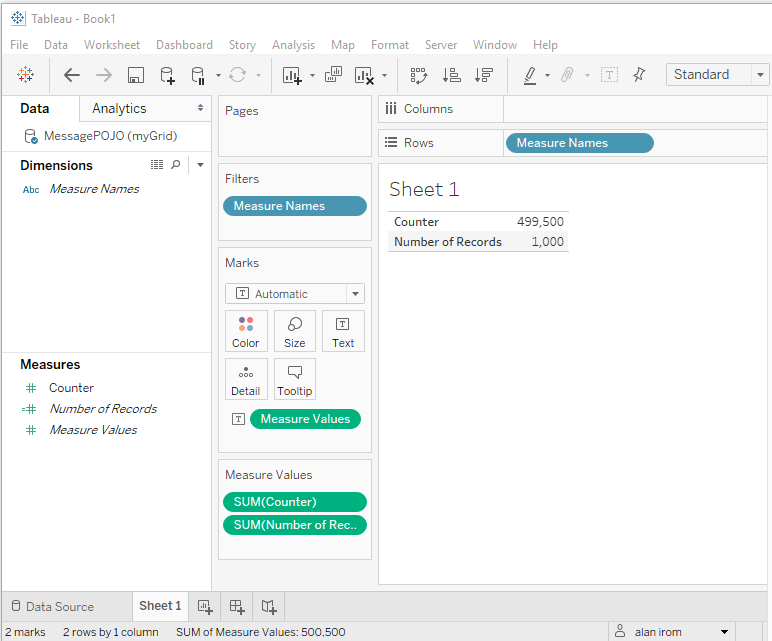 Tableau - Book1
File Data Worksheet Dashboard Story Analysis Map Format Server Window Help
Standard
Data Analytics
MessagePOJO (myGrid)
Dimensions
Abc Measure Names
Measures
Counter
Number of Records
Measure Values
Pages
Filters
Measure Names
Marks
T Automatic
Color Size Text
Detail Tooltip
T Measure Values
Measure Values
SUM(Counter)
SUM(Number of Rec..
Columns
Rows Measure Names
Sheet 1
Counter 499,500
Number of Records 1,000
Data Source Sheet 1
2 marks 2 rows by 1 column SUM of Measure Values: 500,500 alan irom